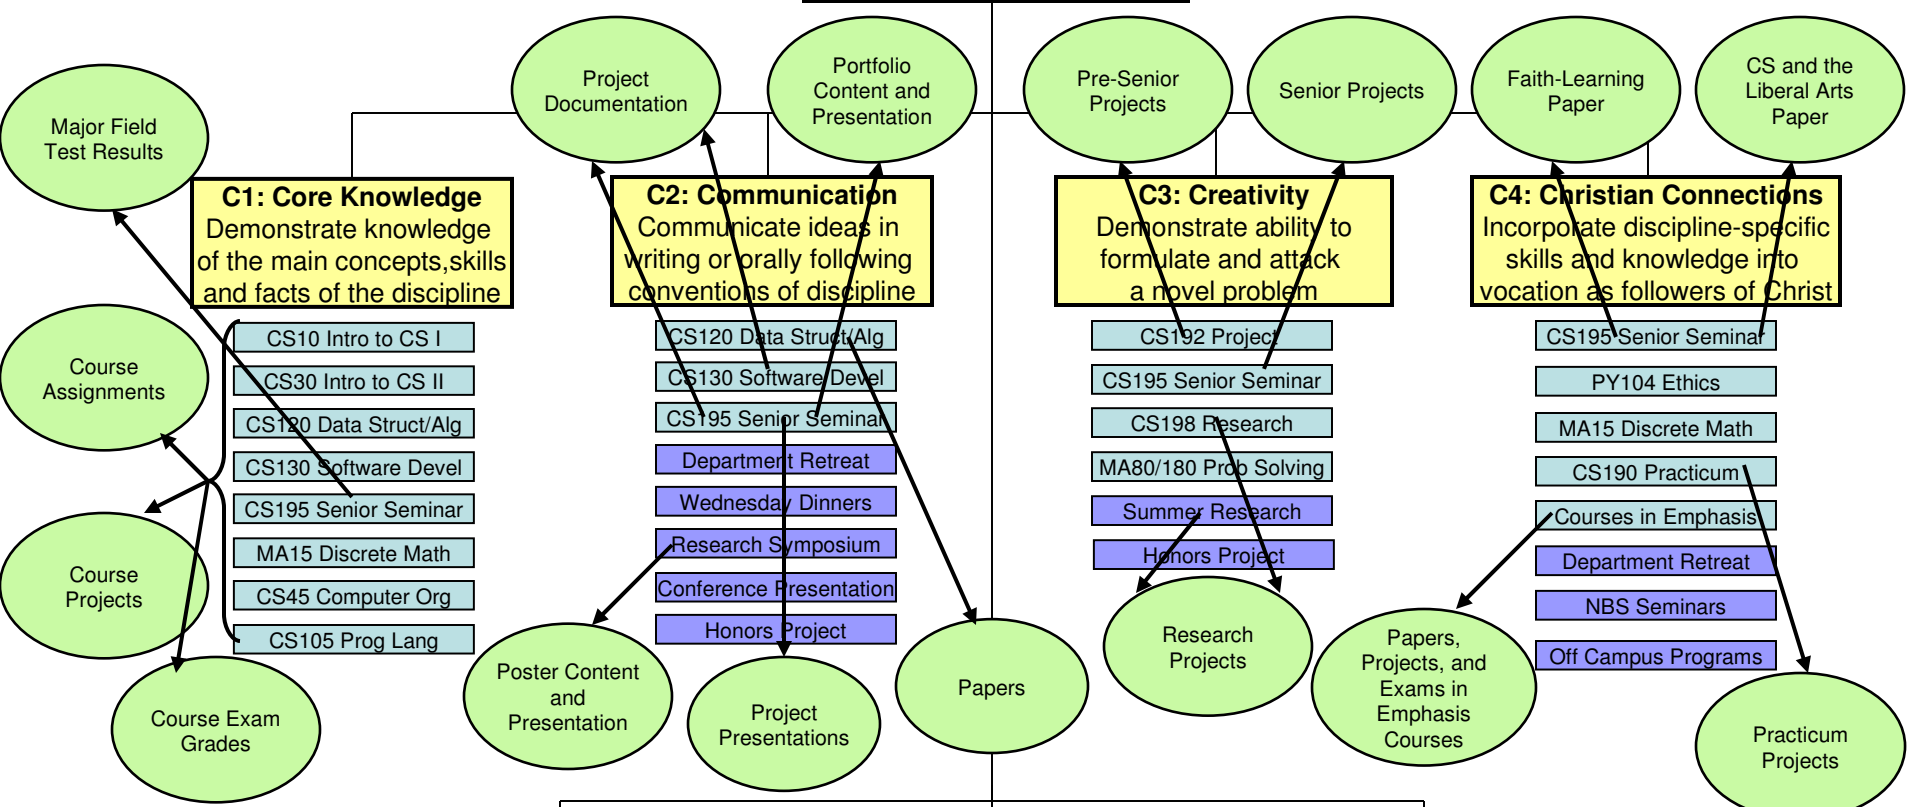 Major Field
Test Results
Project
Documentation
Portfolio
Content and
Presentation
Pre-Senior
Projects
Senior Projects
Faith-Learning
Paper
CS and the
Liberal Arts
Paper
C1: Core Knowledge
Demonstrate knowledge
of the main concepts,skills
and facts of the discipline
C2: Communication
Communicate ideas in
writing or orally following
conventions of discipline
C3: Creativity
Demonstrate ability to
formulate and attack
a novel problem
C4: Christian Connections
Incorporate discipline-specific
skills and knowledge into
vocation as followers of Christ
Course
Assignments
Course
Projects
Course Exam
Grades
CS10 Intro to CS I
CS30 Intro to CS II
CS120 Data Struct/Alg
CS130 Software Devel
CS195 Senior Seminar
MA15 Discrete Math
CS45 Computer Org
CS105 Prog Lang
CS120 Data Struct/Alg
CS130 Software Devel
CS195 Senior Seminar
Department Retreat
Wednesday Dinners
Research Symposium
Conference Presentation
Honors Project
Poster Content
and
Presentation
Project
Presentations
Papers
CS192 Project
CS195 Senior Seminar
CS198 Research
MA80/180 Prob Solving
Summer Research
Honors Project
Research
Projects
CS195 Senior Seminar
PY104 Ethics
MA15 Discrete Math
CS190 Practicum
Courses in Emphasis
Department Retreat
NBS Seminars
Off Campus Programs
Papers,
Projects, and
Exams in
Emphasis
Courses
Practicum
Projects